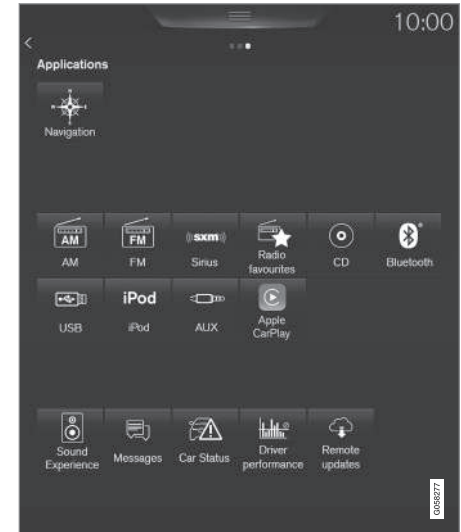 10:00
Applications
Navigation
AM
FM
sxm
AM
FM
Sirius
Radio
favourites
CD
Bluetooth
iPod
USB
iPod
AUX
Apple
CarPlay
Sound
Experience
Messages
Car Status
Driver
performance
Remote
updates
G058277